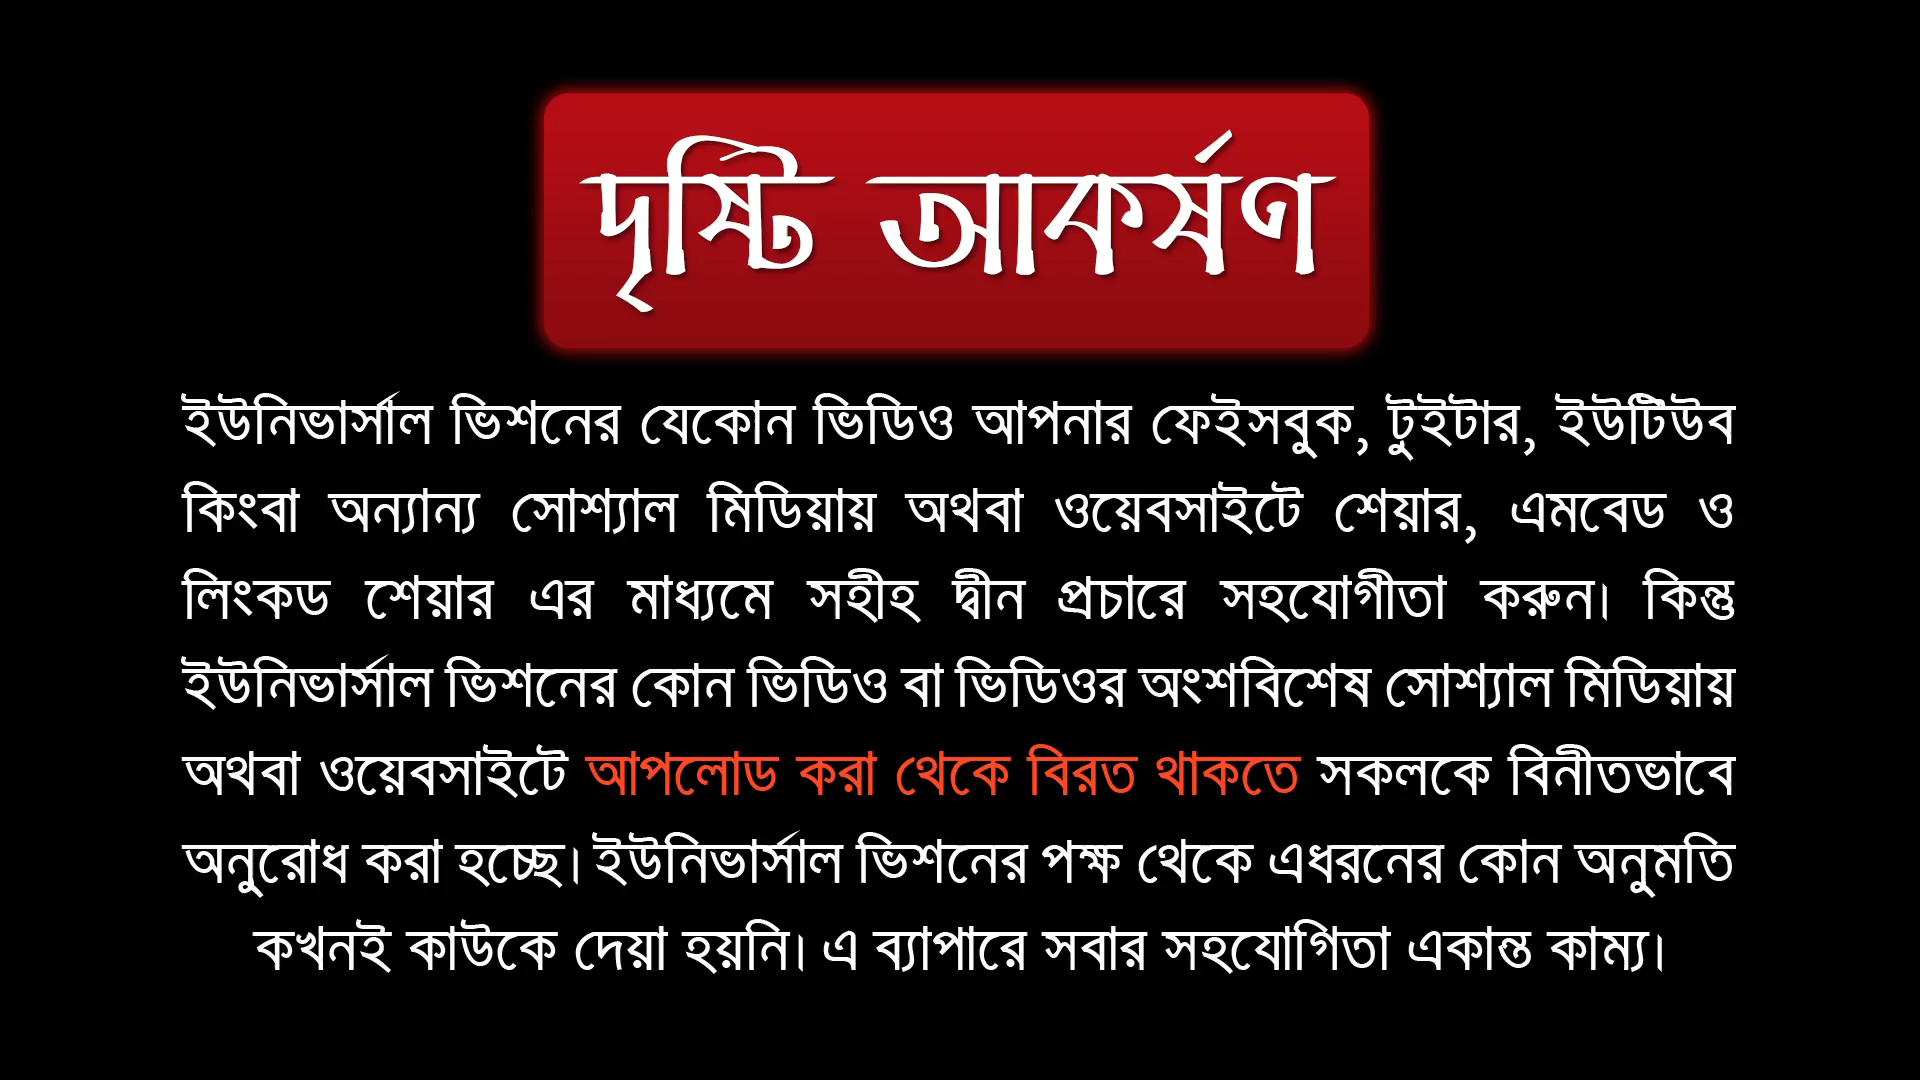 দৃষ্টি আকর্ষণ
ইউনিভার্সাল ভিশনের যেকোন ভিডিও আপনার ফেইসবুক, টুইটার, ইউটিউব
কিংবা অন্যান্য সোশ্যাল মিডিয়ায় অথবা ওয়েবসাইটে শেয়ার, এমবেড ও
লিংকড শেয়ার এর মাধ্যমে সহীহ দ্বীন প্রচারে সহযোগীতা করুন। কিন্তু
ইউনিভার্সাল ভিশনের কোন ভিডিও বা ভিডিওর অংশবিশেষ সোশ্যাল মিডিয়ায়
অথবা ওয়েবসাইটে আপলোড করা থেকে বিরত থাকতে সকলকে বিনীতভাবে
অনুরোধ করা হচ্ছে। ইউনিভার্সাল ভিশনের পক্ষ থেকে এধরনের কোন অনুমতি
কখনই কাউকে দেয়া হয়নি। এ ব্যাপারে সবার সহযোগিতা একান্ত কাম্য।